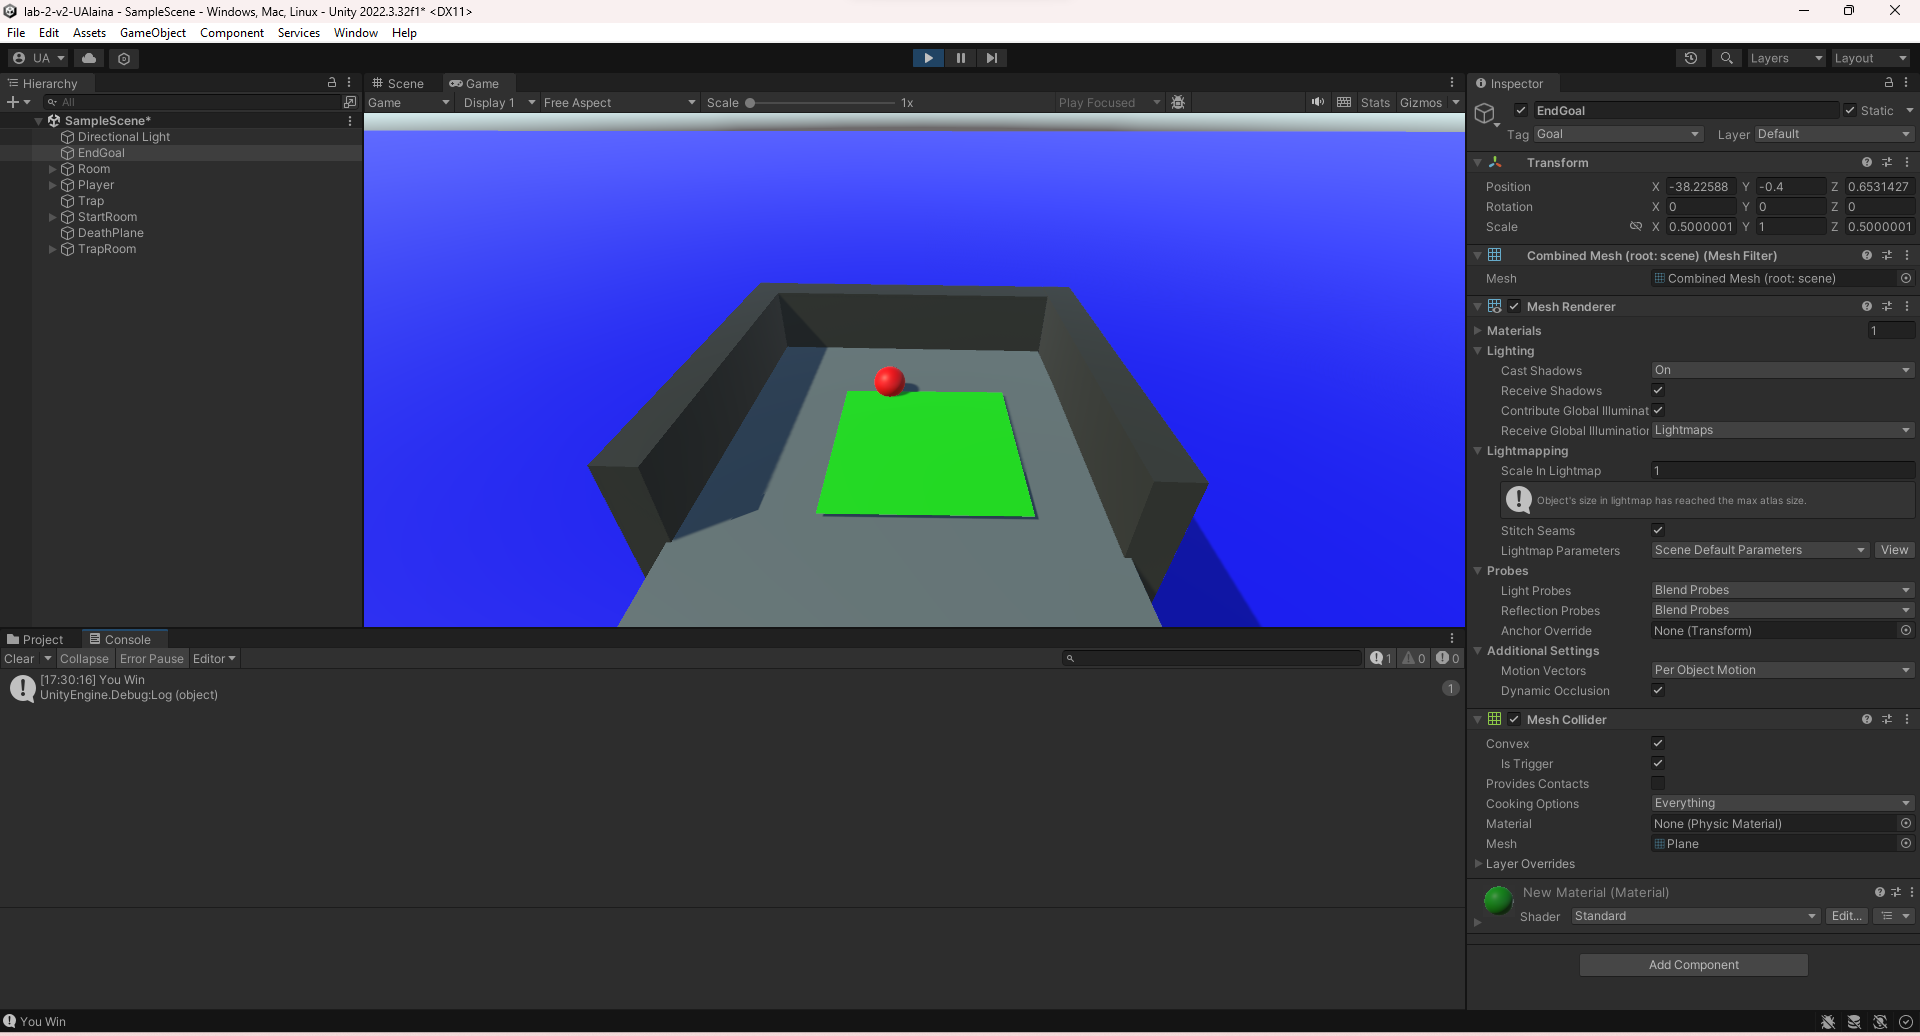 lab-2-v2-UAlaina - SampleScene - Windows, Mac, Linux - Unity 2022.3.32f1* <DX11>
File Edit Assets GameObject Component Services Window Help
UA
Layers Layout
Hierarchy
All
SampleScene*
Directional Light
EndGoal
Room
Player
Trap
StartRoom
DeathPlane
TrapRoom
Scene Game
Game Display 1 Free Aspect Scale 1x Play Focused Stats Gizmos
Project Console
Clear Collapse Error Pause Editor 1 0 0
[17:30:16] You Win
UnityEngine.Debug:Log (object)
1
Inspector
EndGoal Static
Tag Goal Layer Default
Transform
Position X -38.22588 Y -0.4 Z 0.6531427
Rotation X 0 Y 0 Z 0
Scale X 0.5000001 Y 1 Z 0.5000001
Combined Mesh (root: scene) (Mesh Filter)
Mesh Combined Mesh (root: scene)
Mesh Renderer
Materials 1
Lighting
Cast Shadows On
Receive Shadows
Contribute Global Illuminat
Receive Global Illumination Lightmaps
Lightmapping
Scale In Lightmap 1
Object's size in lightmap has reached the max atlas size.
Stitch Seams
Lightmap Parameters Scene Default Parameters View
Probes
Light Probes Blend Probes
Reflection Probes Blend Probes
Anchor Override None (Transform)
Additional Settings
Motion Vectors Per Object Motion
Dynamic Occlusion
Mesh Collider
Convex
Is Trigger
Provides Contacts
Cooking Options Everything
Material None (Physic Material)
Mesh Plane
Layer Overrides
New Material (Material)
Shader Standard Edit...
Add Component
You Win